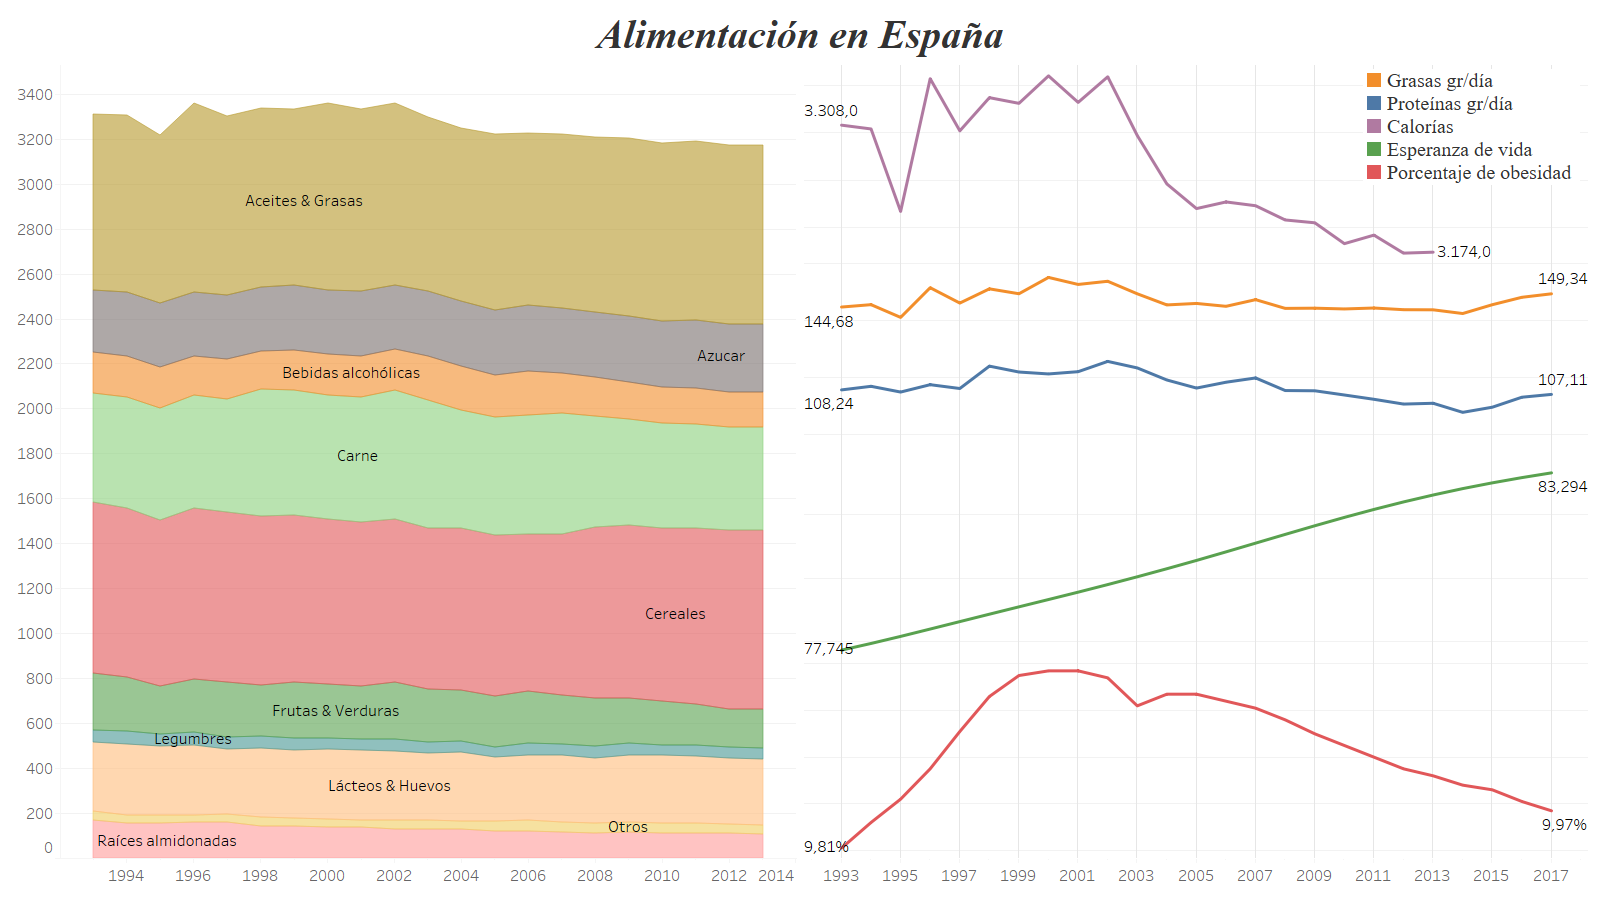 Alimentación en España
3400
3200
3000
2800
2600
2400
2200
2000
1800
1600
1400
1200
1000
800
600
400
200
0
Aceites & Grasas
Azucar
Bebidas alcohólicas
Carne
Cereales
Frutas & Verduras
Legumbres
Lácteos & Huevos
Otros
Raíces almidonadas
1994 1996 1998 2000 2002 2004 2006 2008 2010 2012 2014
Grasas gr/día
Proteínas gr/día
Calorías
Esperanza de vida
Porcentaje de obesidad
3.308,0
3.174,0
149,34
144,68
107,11
108,24
83,294
77,745
9,97%
9,81%
1993 1995 1997 1999 2001 2003 2005 2007 2009 2011 2013 2015 2017